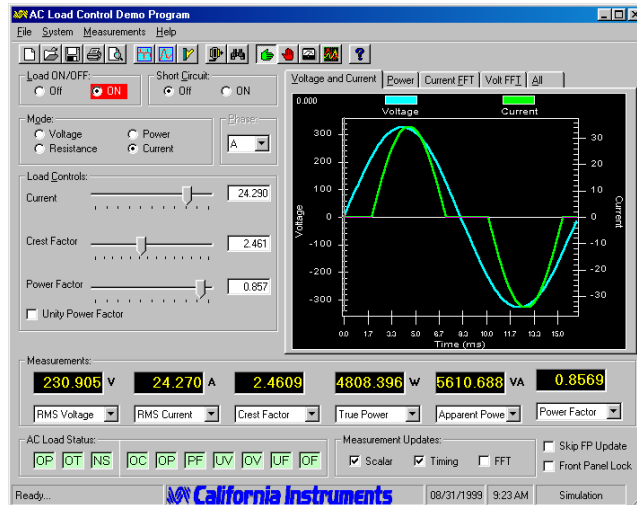 AC Load Control Demo Program
File System Measurements Help
Load ON/OFF:
Off ON
Short Circuit:
Off ON
Mode:
Voltage Power
Resistance Current
Phase:
A
Load Controls:
Current 24.290
Crest Factor 2.461
Power Factor 0.857
Unity Power Factor
Voltage and Current Power Current FFT Volt FFT All
0.000
Voltage Current
300
200
100
0
-100
-200
-300
Voltage
30
20
10
0
-10
-20
-30
Current
0.0 1.7 3.3 5.0 6.7 8.3 10.0 11.7 13.3 15.0
Time (ms)
Measurements:
230.905 V 24.270 A 2.4609 4808.396 W 5610.688 VA 0.8569
RMS Voltage RMS Current Crest Factor True Power Apparent Powe Power Factor
AC Load Status:
OP OT NS OC OP PF UV OV UF OF
Measurement Updates:
Scalar Timing FFT
Skip FP Update
Front Panel Lock
Ready... California Instruments 08/31/1999 9:23 AM Simulation